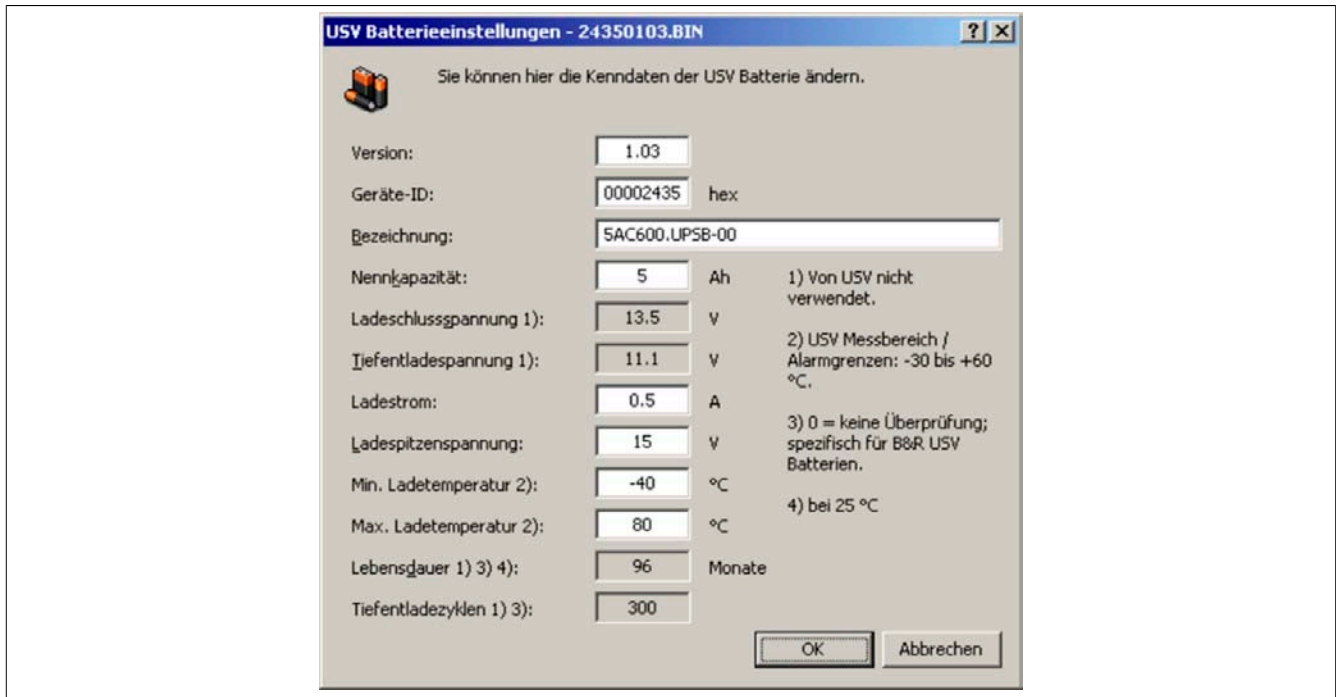 USV Batterieeinstellungen - 24350103.BIN
Sie können hier die Kenndaten der USV Batterie ändern.
Version: 1.03
Geräte-ID: 00002435 hex
Bezeichnung: 5AC600.UPSB-00
Nennkapazität: 5 Ah
Ladeschlussspannung 1): 13.5 V
Tiefentladespannung 1): 11.1 V
Ladestrom: 0.5 A
Ladespitzenspannung: 15 V
Min. Ladetemperatur 2): -40 °C
Max. Ladetemperatur 2): 80 °C
Lebensdauer 1) 3) 4): 96 Monate
Tiefentladezyklen 1) 3): 300
1) Von USV nicht
verwendet.
2) USV Messbereich /
Alarmgrenzen: -30 bis +60
°C.
3) 0 = keine Überprüfung;
spezifisch für B&R USV
Batterien.
4) bei 25 °C
OK Abbrechen